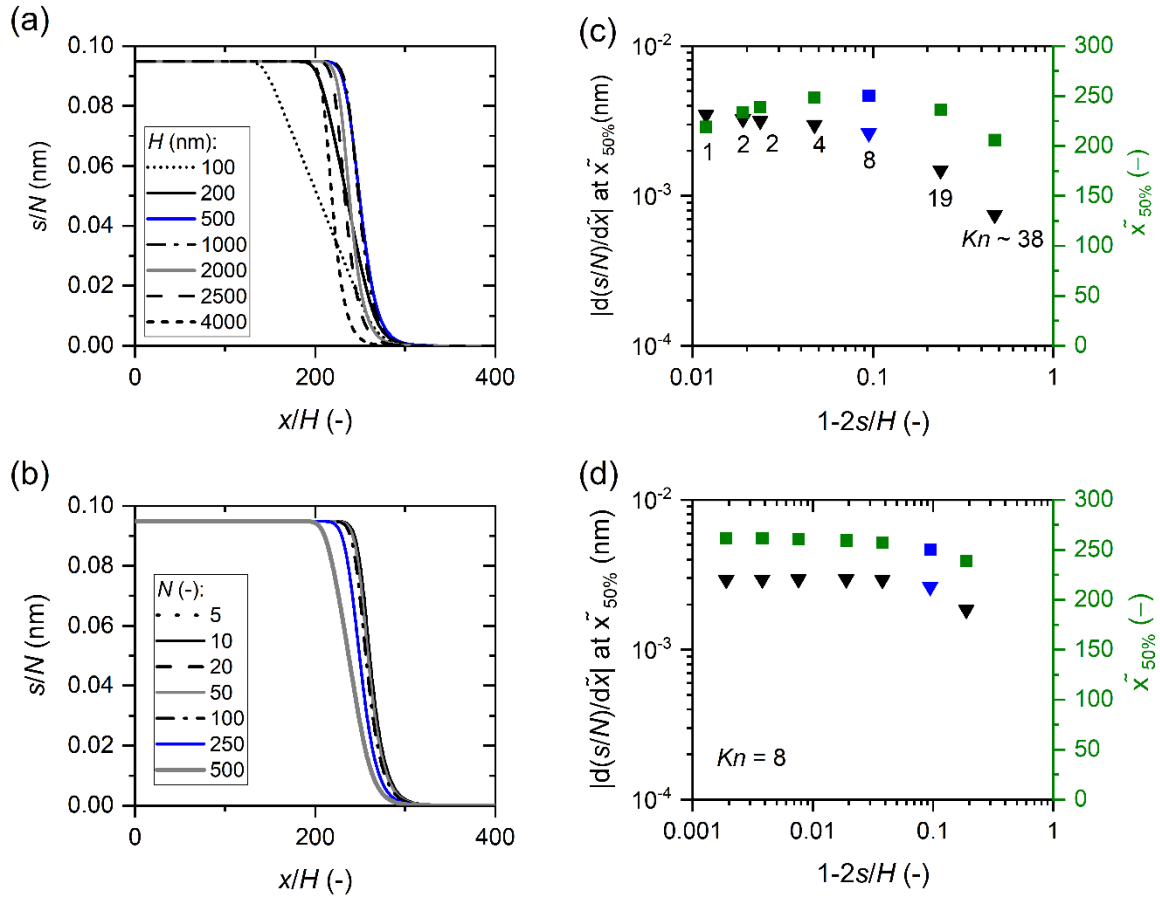 (a)
0.10
0.08
0.06
0.04
0.02
0.00
s/N (nm)
H (nm):
100
200
500
1000
2000
2500
4000
0 200 400
x/H (-)
(c)
10⁻²
10⁻³
10⁻⁴
|d(s/N)/dx̃| at x̃ 50% (nm)
1 2 2 4 8 19
Kn ~ 38
300
250
200
150
100
50
0
x̃ 50% (–)
0.01 0.1 1
1-2s/H (-)
(b)
0.10
0.08
0.06
0.04
0.02
0.00
s/N (nm)
N (-):
5
10
20
50
100
250
500
0 200 400
x/H (-)
(d)
10⁻²
10⁻³
10⁻⁴
|d(s/N)/dx̃| at x̃ 50% (nm)
Kn = 8
300
250
200
150
100
50
0
x̃ 50% (–)
0.001 0.01 0.1 1
1-2s/H (-)